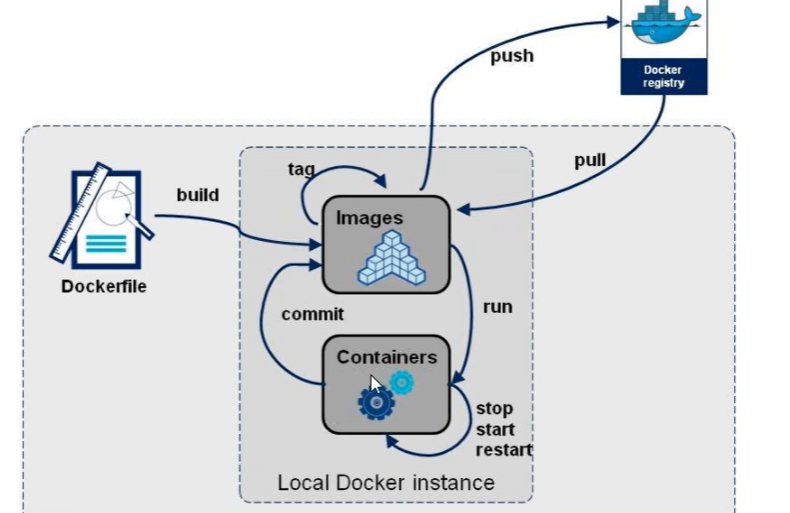 push
Docker
registry
pull
tag
build
Images
Dockerfile
commit
run
Containers
stop
start
restart
Local Docker instance